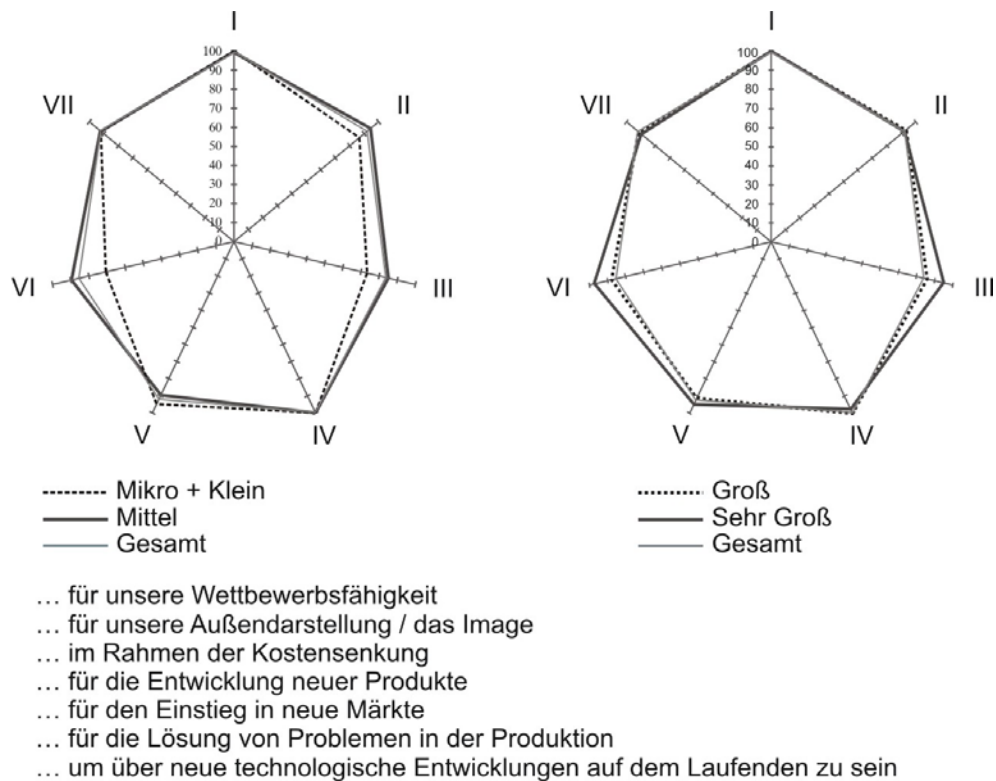 I
I
100
90
80
70
60
50
40
30
20
10
0
100
90
80
70
60
50
40
30
20
10
0
VII
II
VII
II
VI
III
VI
III
V
IV
V
IV
Mikro + Klein
Mittel
Gesamt
Groß
Sehr Groß
Gesamt
… für unsere Wettbewerbsfähigkeit
… für unsere Außendarstellung / das Image
… im Rahmen der Kostensenkung
… für die Entwicklung neuer Produkte
… für den Einstieg in neue Märkte
… für die Lösung von Problemen in der Produktion
… um über neue technologische Entwicklungen auf dem Laufenden zu sein